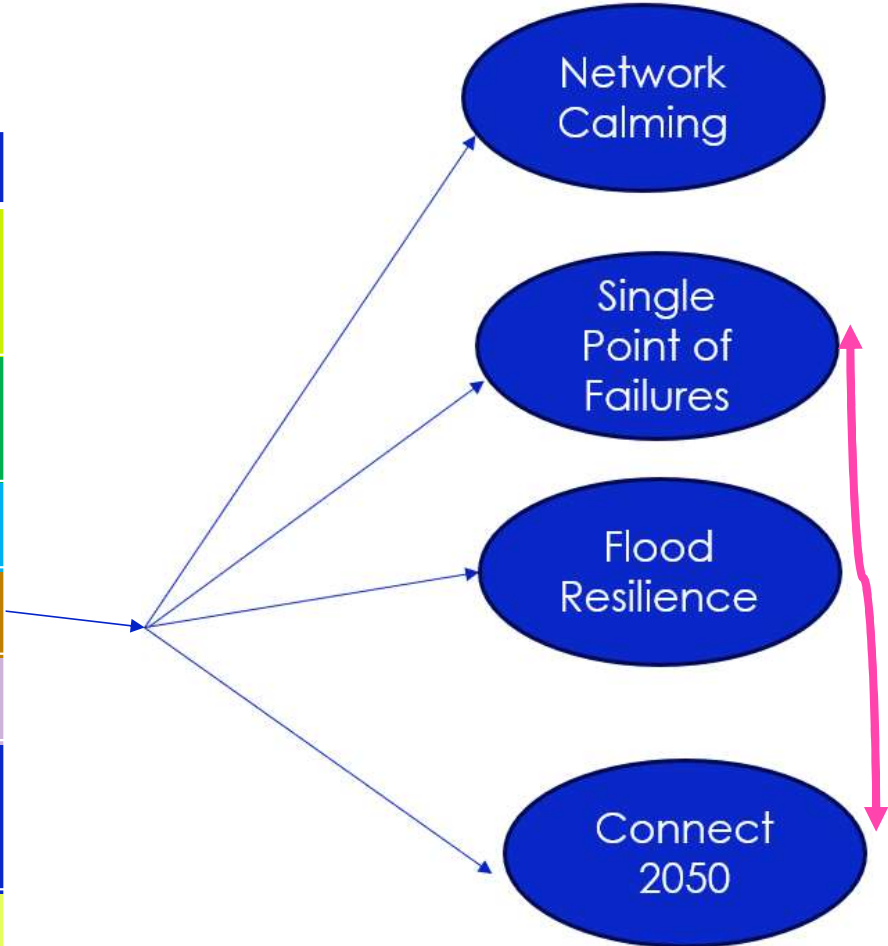 Network
Calming
Single
Point of
Failures
Flood
Resilience
Connect
2050